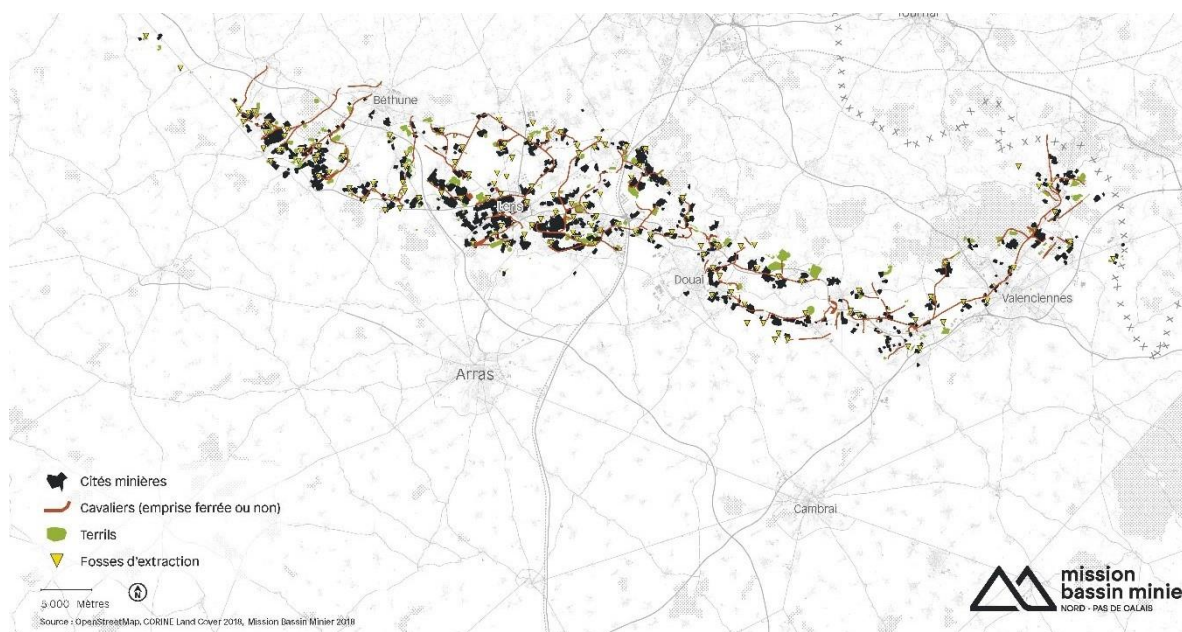 Tournai
Béthune
Lens
Douai
Valenciennes
Arras
Cambrai
Cités minières
Cavaliers (emprise ferrée ou non)
Terrils
Fosses d'extraction
5 000 Mètres
N
Source : OpenStreetMap, CORINE Land Cover 2018, Mission Bassin Minier 2018
mission
bassin minie
NORD - PAS DE CALAIS